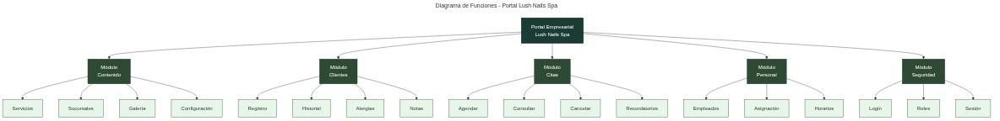 Diagrama de Funciones - Portal Lush Nails Spa
Portal Empresarial
Lush Nails Spa
Módulo
Contenido
Módulo
Clientes
Módulo
Citas
Módulo
Personal
Módulo
Seguridad
Servicios
Sucursales
Galería
Configuración
Registro
Historial
Alergias
Notas
Agendar
Consultar
Cancelar
Recordatorios
Empleados
Asignación
Horarios
Login
Roles
Sesión